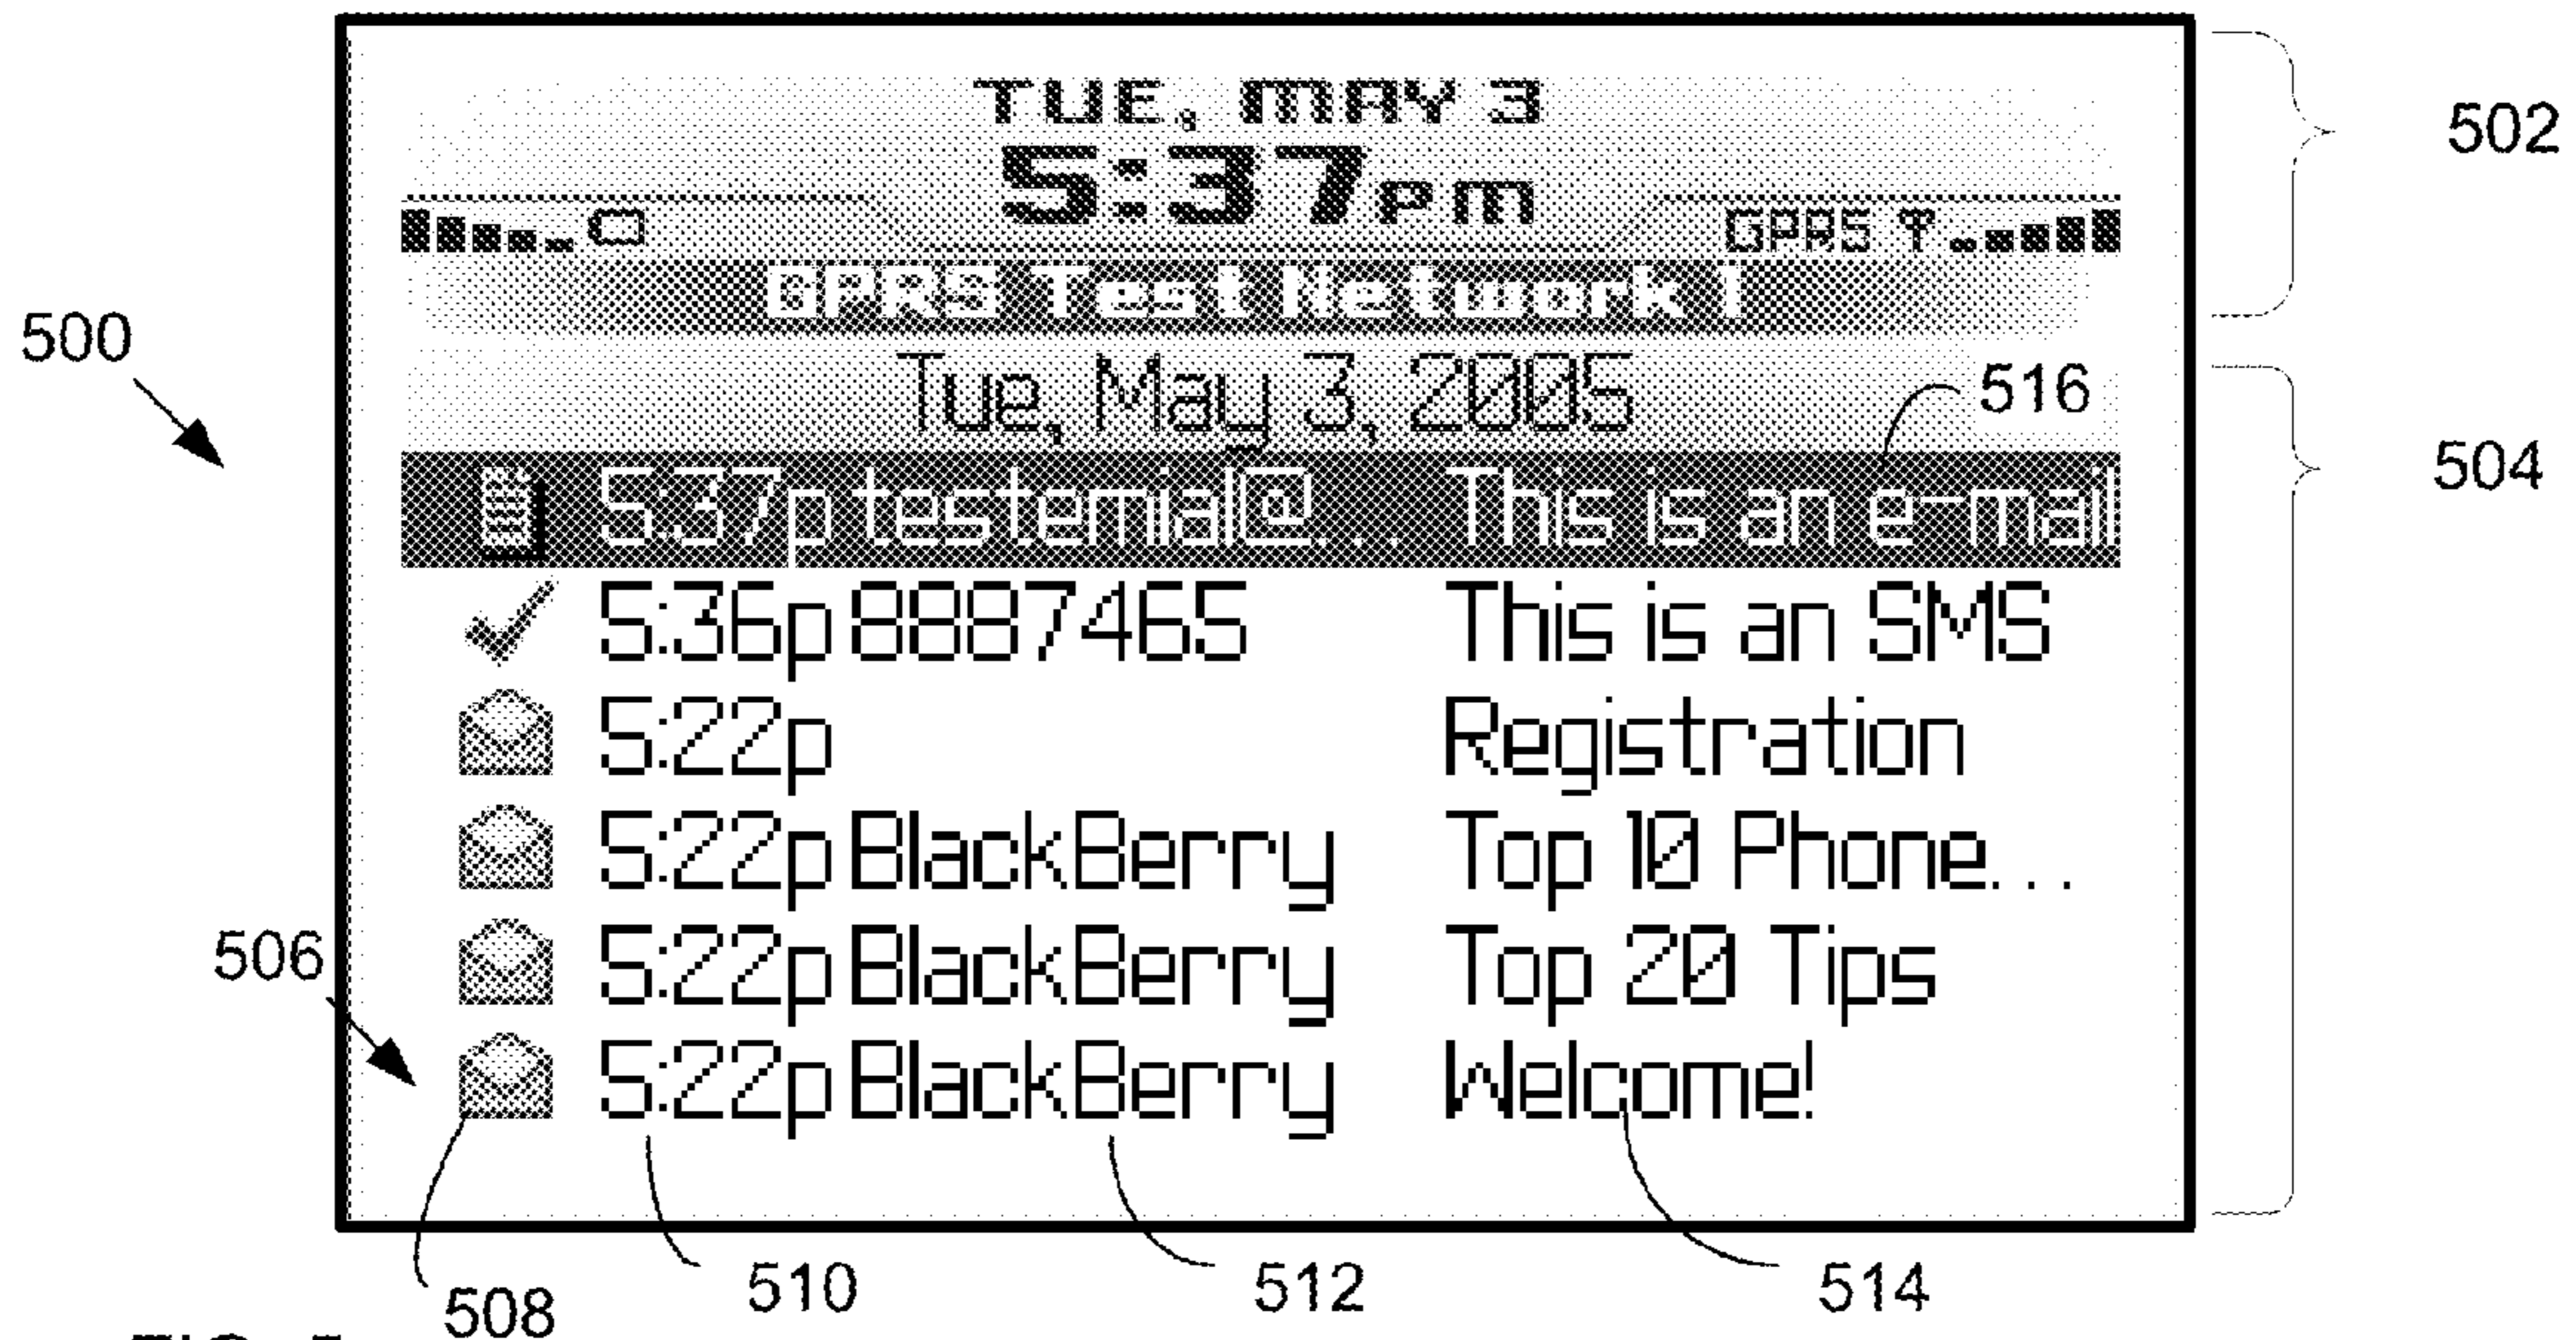 TUE, MAY 3
502
5:37pm
GPRS
GPRS Test Network 1
500
Tue, May 3, 2005
516
504
5:37p testemial@... This is an e-mail
5:36p 8887465 This is an SMS
5:22p Registration
5:22p BlackBerry Top 10 Phone...
506
5:22p BlackBerry Top 20 Tips
5:22p BlackBerry Welcome!
508
510
512
514